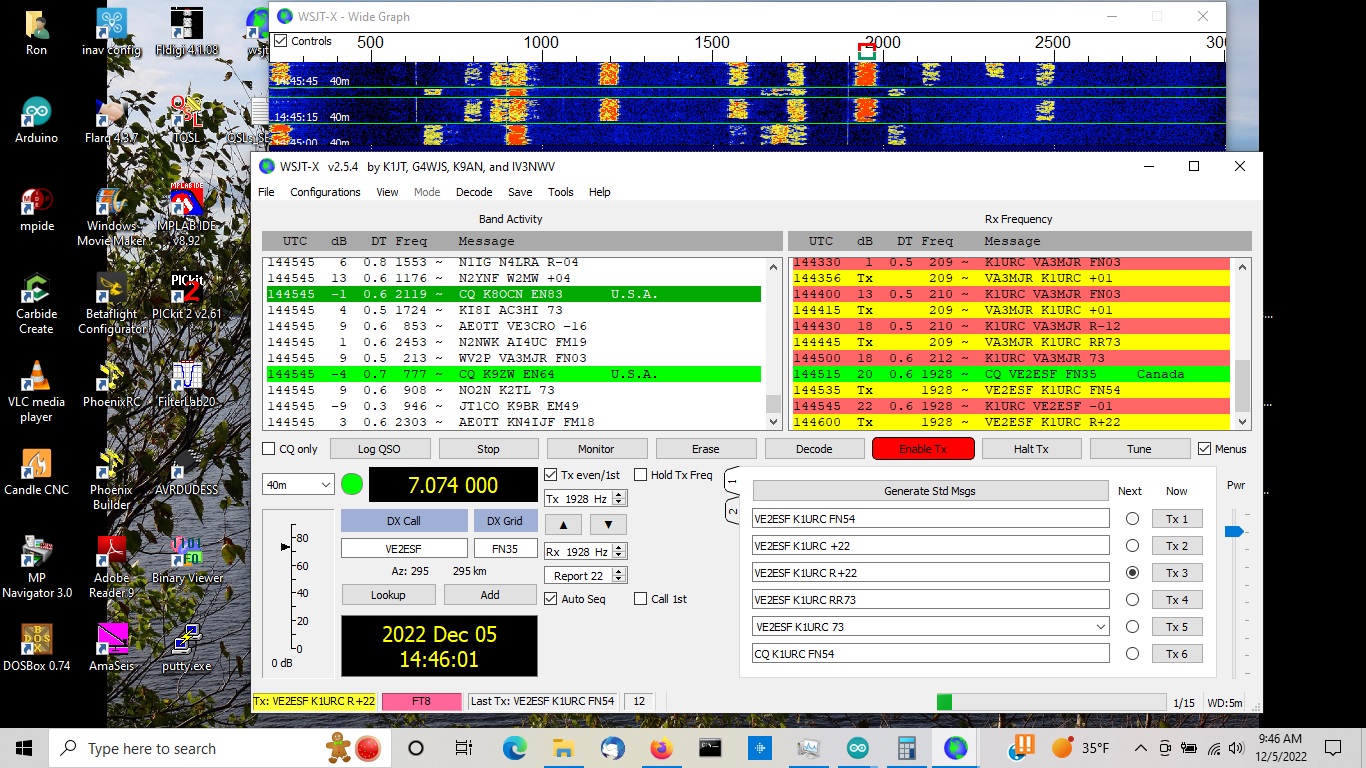 Ron
inav config
Fldigi 4.1.08
wsjt
Arduino
Flarq 4.3.7
TQSL
mpide
Windows Movie Maker
MPLAB IDE v8.92
Carbide Create
Betaflight Configurator
PICkit 2 v2.61
VLC media player
PhoenixRC
FilterLab20
Candle CNC
Phoenix Builder
AVRDUDESS
MP Navigator 3.0
Adobe Reader 9
Binary Viewer
DOSBox 0.74
AmaSeis
putty.exe
WSJT-X - Wide Graph
Controls 500 1000 1500 2000 2500
14:45:45 40m
14:45:15 40m
14:45:00 40m
WSJT-X v2.5.4 by K1JT, G4WJS, K9AN, and IV3NWV
File Configurations View Mode Decode Save Tools Help
Band Activity
UTC dB DT Freq Message
144545 6 0.8 1553 ~ N1IG N4LRA R-04
144545 13 0.6 1176 ~ N2YNF W2MW +04
144545 -1 0.6 2119 ~ CQ K8OCN EN83 U.S.A.
144545 4 0.5 1724 ~ KI8I AC3HI 73
144545 9 0.6 853 ~ AE0TT VE3CRO -16
144545 1 0.6 2453 ~ N2NWK AI4UC FM19
144545 9 0.5 213 ~ WV2P VA3MJR FN03
144545 -4 0.7 777 ~ CQ K9ZW EN64 U.S.A.
144545 9 0.6 908 ~ NO2N K2TL 73
144545 -9 0.3 946 ~ JT1CO K9BR EM49
144545 3 0.6 2303 ~ AE0TT KN4IJF FM18
Rx Frequency
UTC dB DT Freq Message
144330 1 0.5 209 ~ K1URC VA3MJR FN03
144356 Tx 209 ~ VA3MJR K1URC +01
144400 13 0.5 210 ~ K1URC VA3MJR FN03
144415 Tx 209 ~ VA3MJR K1URC +01
144430 18 0.5 210 ~ K1URC VA3MJR R-12
144445 Tx 209 ~ VA3MJR K1URC RR73
144500 18 0.6 212 ~ K1URC VA3MJR 73
144515 20 0.6 1928 ~ CQ VE2ESF FN35 Canada
144535 Tx 1928 ~ VE2ESF K1URC FN54
144545 22 0.6 1928 ~ K1URC VE2ESF -01
144600 Tx 1928 ~ VE2ESF K1URC R+22
CQ only Log QSO Stop Monitor Erase Decode Enable Tx Halt Tx Tune Menus
40m
7.074 000
Tx even/1st Hold Tx Freq
Tx 1928 Hz
DX Call DX Grid
VE2ESF FN35
Rx 1928 Hz
Az: 295 295 km
Report 22
Lookup Add
Auto Seq Call 1st
2022 Dec 05
14:46:01
80
60
40
20
0
0 dB
1
2
Generate Std Msgs Next Now Pwr
VE2ESF K1URC FN54 Tx 1
VE2ESF K1URC +22 Tx 2
VE2ESF K1URC R+22 Tx 3
VE2ESF K1URC RR73 Tx 4
VE2ESF K1URC 73 Tx 5
CQ K1URC FN54 Tx 6
Tx: VE2ESF K1URC R+22 FT8 Last Tx: VE2ESF K1URC FN54 12 1/15 WD:5m
Type here to search
35°F
9:46 AM
12/5/2022